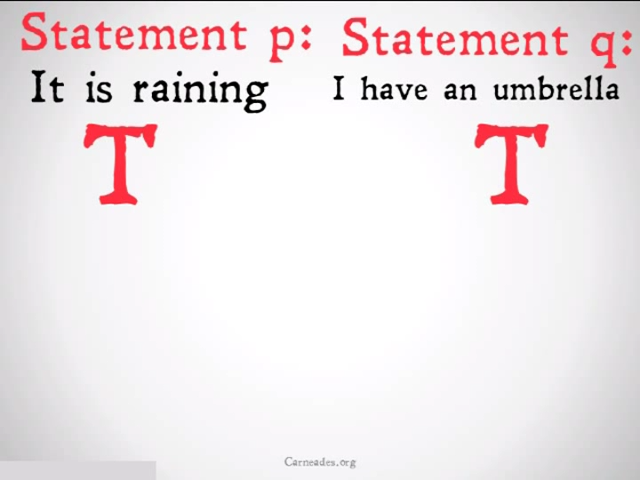 Statement p:
It is raining
T
Statement q:
I have an umbrella
T
Carneades.org